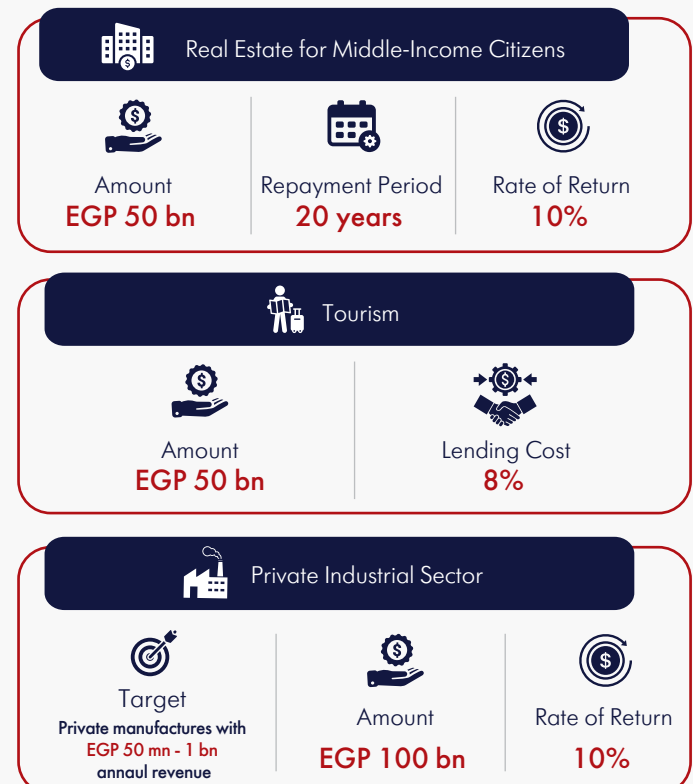 Real Estate for Middle-Income Citizens
Amount
EGP 50 bn
Repayment Period
20 years
Rate of Return
10%
Tourism
Amount
EGP 50 bn
Lending Cost
8%
Private Industrial Sector
Target
Private manufactures with
EGP 50 mn - 1 bn
annaul revenue
Amount
EGP 100 bn
Rate of Return
10%